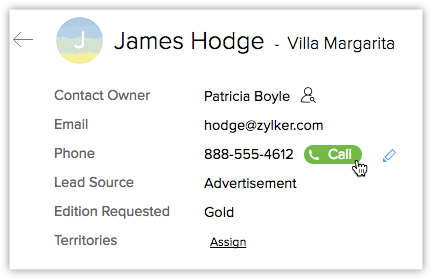 J James Hodge - Villa Margarita
Contact Owner Patricia Boyle
Email hodge@zylker.com
Phone 888-555-4612 Call
Lead Source Advertisement
Edition Requested Gold
Territories Assign